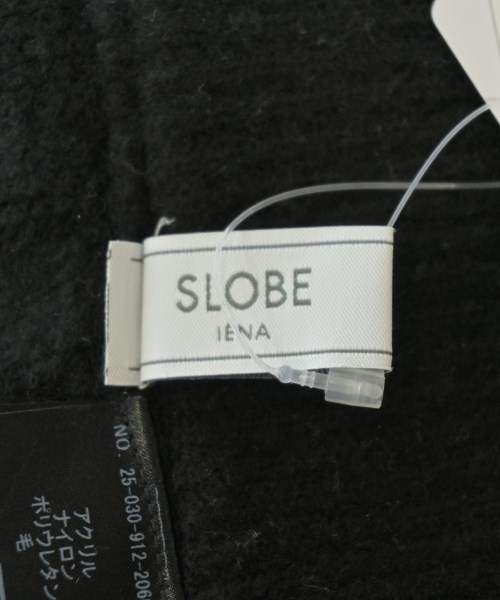 SLOBE
IENA
NO. 25-030-912-206
アクリル
ナイロン
ポリウレタン
毛